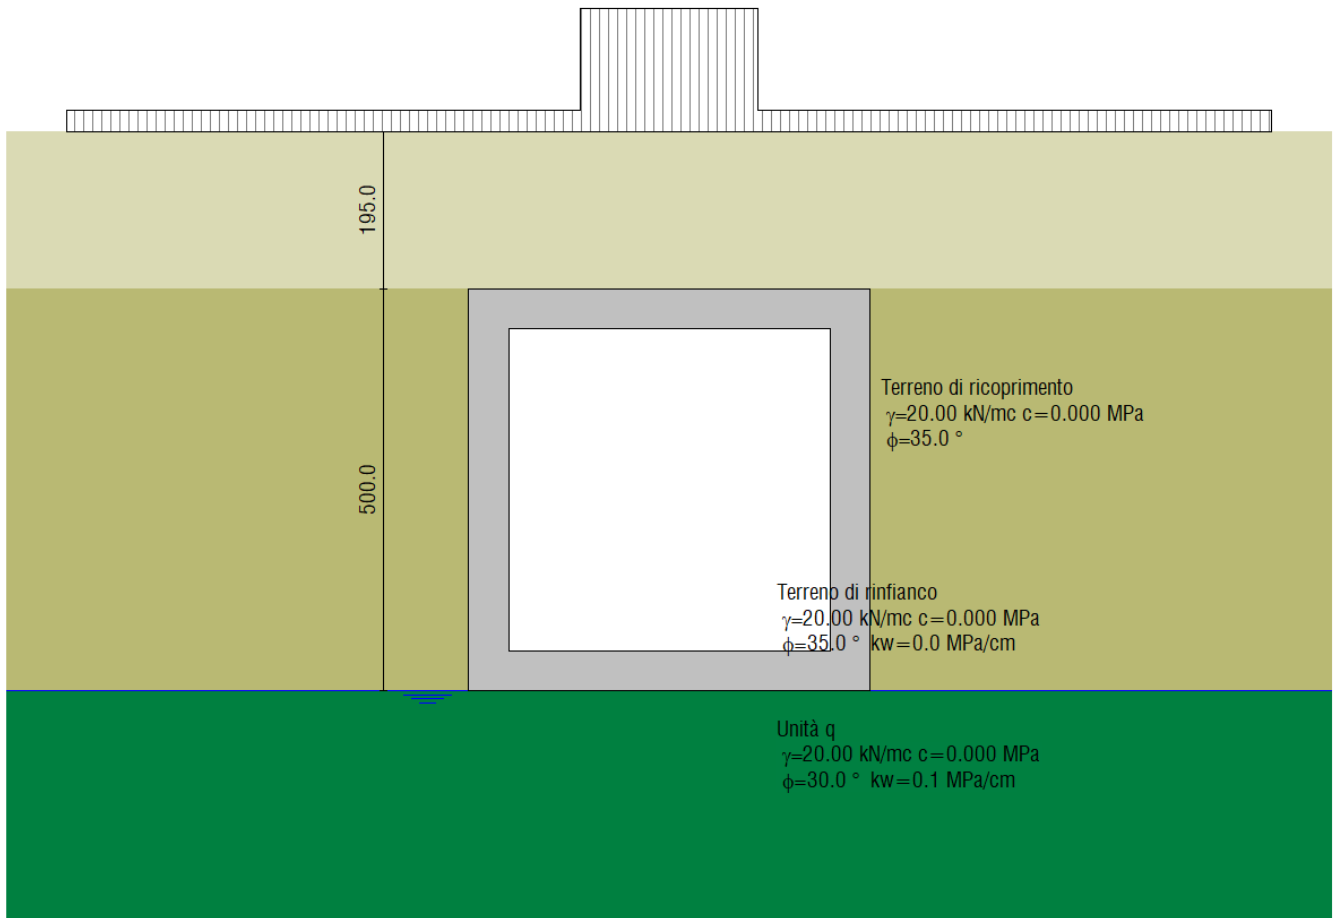 195.0
500.0
Terreno di ricoprimento
γ=20.00 kN/mc c=0.000 MPa
ϕ=35.0 °
Terreno di rinfianco
γ=20.00 kN/mc c=0.000 MPa
ϕ=35.0 ° kw=0.0 MPa/cm
Unità q
γ=20.00 kN/mc c=0.000 MPa
ϕ=30.0 ° kw=0.1 MPa/cm